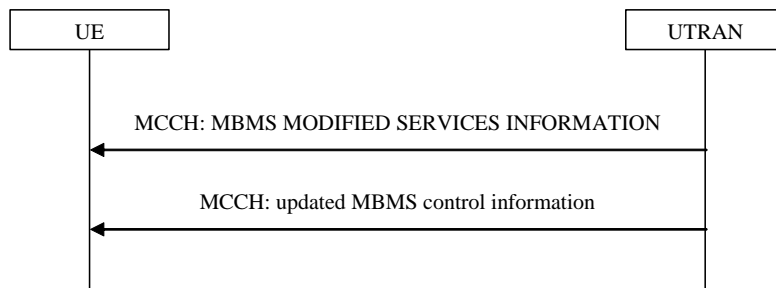 UE
UTRAN
MCCH: MBMS MODIFIED SERVICES INFORMATION
MCCH: updated MBMS control information